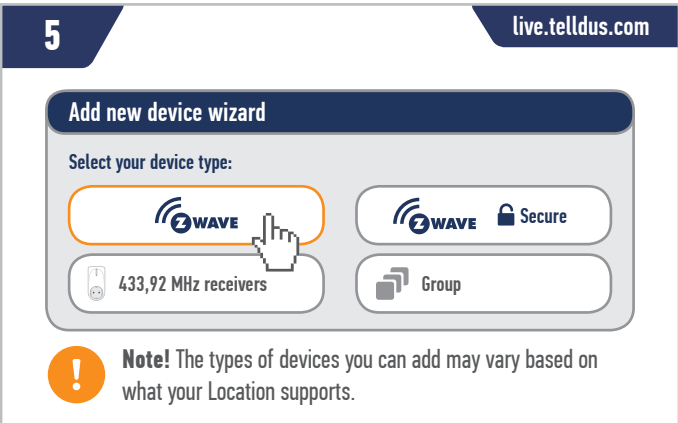 5
live.telldus.com
Add new device wizard
Select your device type:
Z WAVE
Z WAVE Secure
433,92 MHz receivers
Group
! Note! The types of devices you can add may vary based on
what your Location supports.